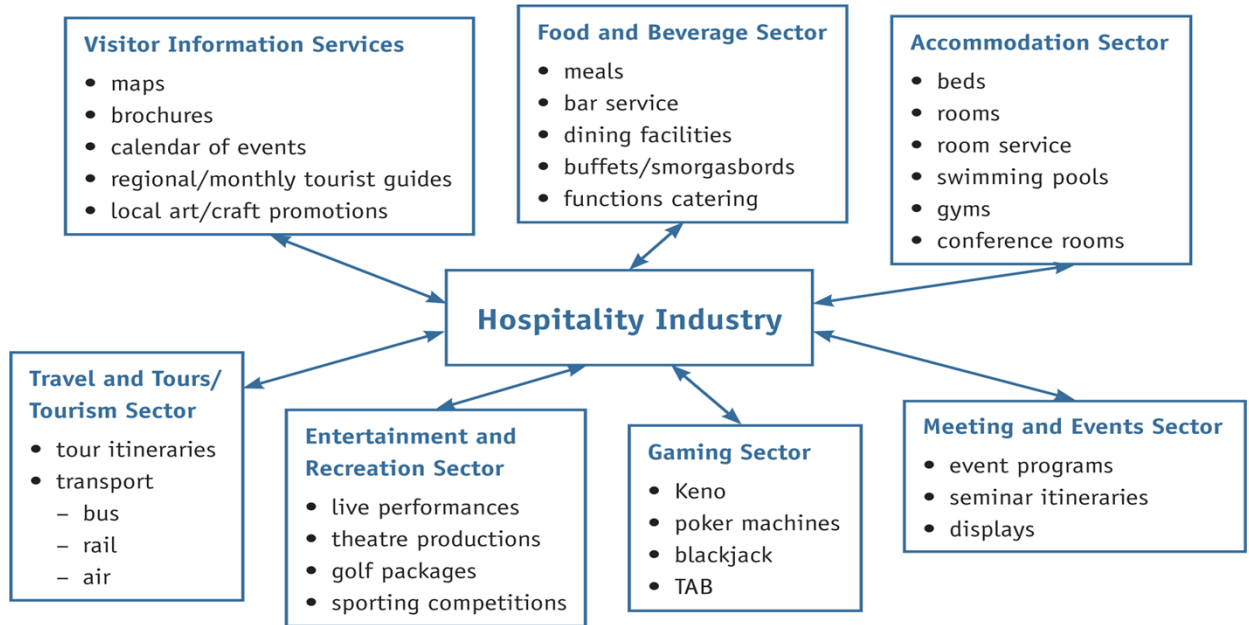 Visitor Information Services
• maps
• brochures
• calendar of events
• regional/monthly tourist guides
• local art/craft promotions
Food and Beverage Sector
• meals
• bar service
• dining facilities
• buffets/smorgasbords
• functions catering
Accommodation Sector
• beds
• rooms
• room service
• swimming pools
• gyms
• conference rooms
Hospitality Industry
Travel and Tours/
Tourism Sector
• tour itineraries
• transport
– bus
– rail
– air
Entertainment and
Recreation Sector
• live performances
• theatre productions
• golf packages
• sporting competitions
Gaming Sector
• Keno
• poker machines
• blackjack
• TAB
Meeting and Events Sector
• event programs
• seminar itineraries
• displays